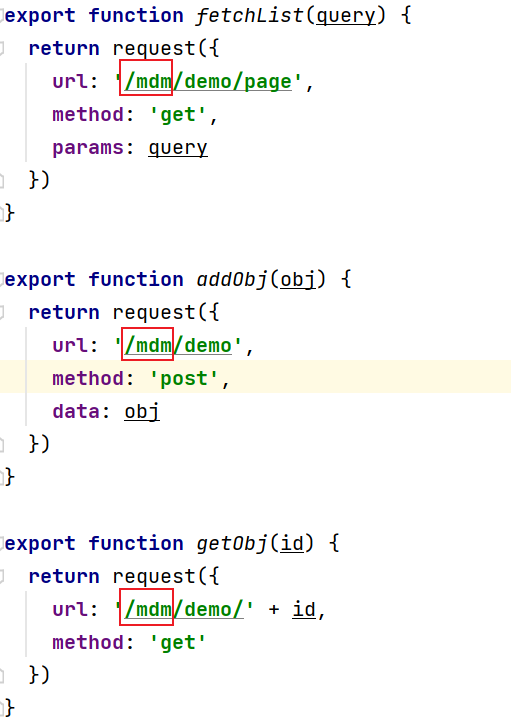 export function fetchList(query) {
  return request({
    url: '/mdm/demo/page',
    method: 'get',
    params: query
  })
}
export function addObj(obj) {
  return request({
    url: '/mdm/demo',
    method: 'post',
    data: obj
  })
}
export function getObj(id) {
  return request({
    url: '/mdm/demo/' + id,
    method: 'get'
  })
}